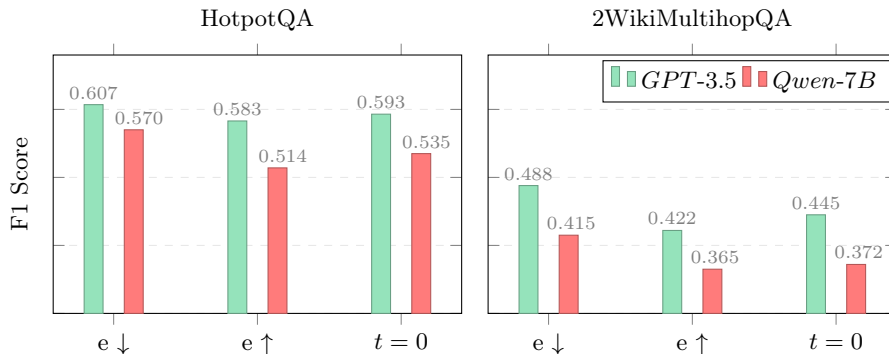 HotpotQA
2WikiMultihopQA
F1 Score
GPT-3.5 Qwen-7B
0.607
0.570
0.583
0.514
0.593
0.535
0.488
0.415
0.422
0.365
0.445
0.372
e ↓ e ↑ t = 0
e ↓ e ↑ t = 0